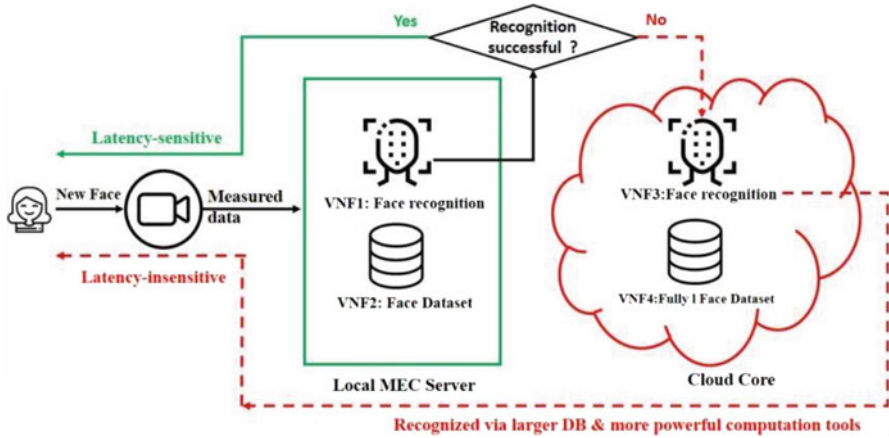 Yes
Recognition
successful ?
No
Latency-sensitive
New Face
Measured
data
VNF1: Face recognition
VNF3:Face recognition
Latency-insensitive
VNF2: Face Dataset
VNF4:Fully l Face Dataset
Local MEC Server
Cloud Core
Recognized via larger DB & more powerful computation tools